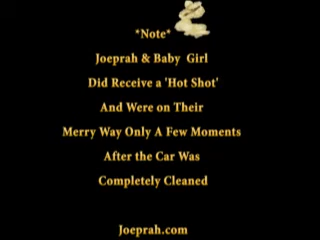 *Note*
Joeprah & Baby Girl
Did Receive a 'Hot Shot'
And Were on Their
Merry Way Only A Few Moments
After the Car Was
Completely Cleaned
Joeprah.com